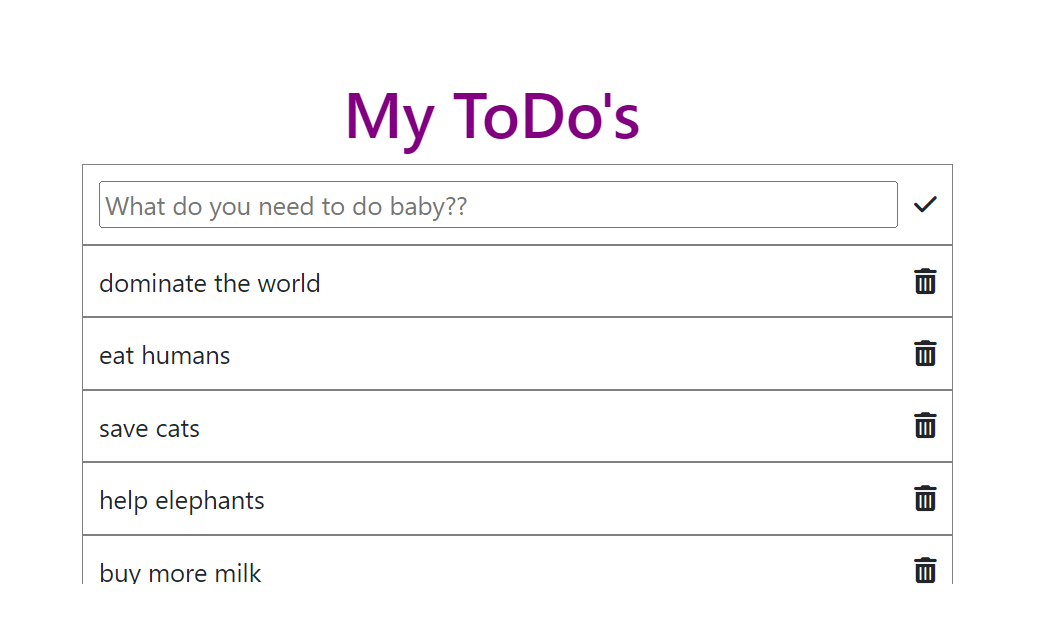 My ToDo's
What do you need to do baby??
dominate the world
eat humans
save cats
help elephants
buy more milk